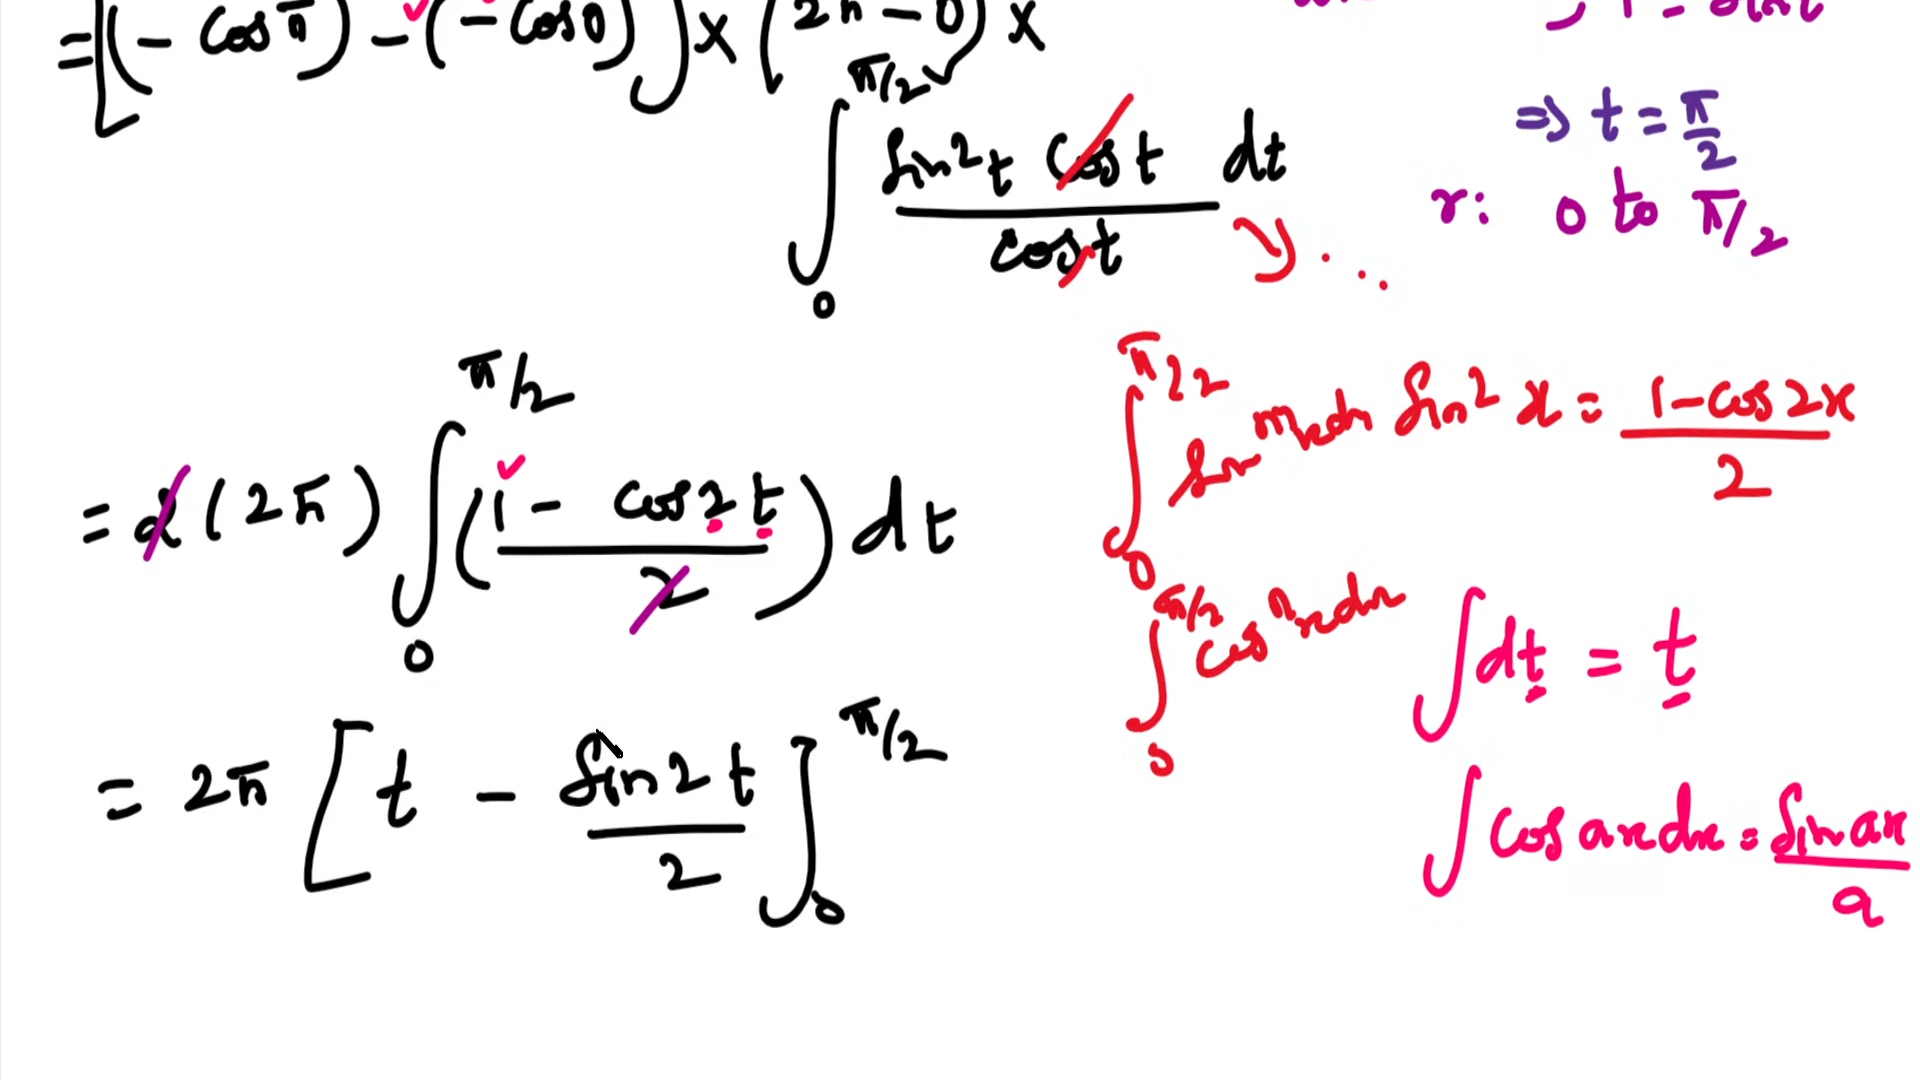 = [(- cos π) - (- cos 0)] x (2π - 0) x
∫₀^{π/2} sin²t cos t / cos t dt
⇒ t = π/2
r: 0 to π/2
∫₀^{π/2} sin^m x dx sin² x = 1 - cos 2x / 2
= 2 (2π) ∫₀^{π/2} (1 - cos 2t / 2) dt
∫₀^{π/2} cos^n x dx
∫ dt = t
= 2π [t - sin 2t / 2]₀^{π/2}
∫ cos ax dx = sin ax / a